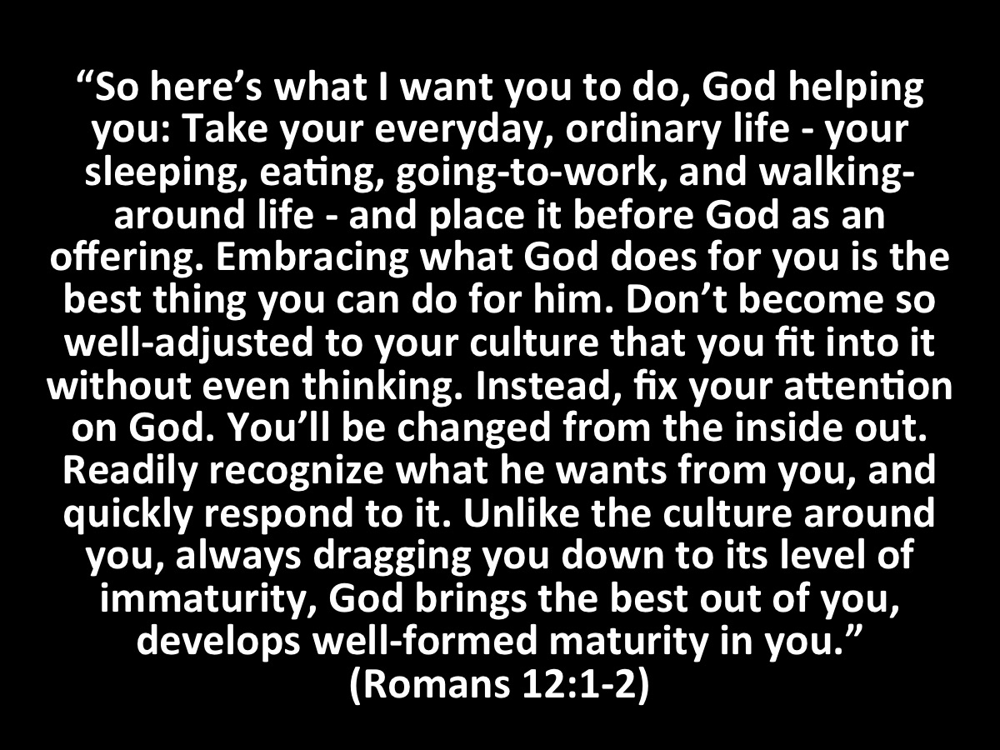 “So here’s what I want you to do, God helping
you: Take your everyday, ordinary life - your
sleeping, eating, going-to-work, and walking-
around life - and place it before God as an
offering. Embracing what God does for you is the
best thing you can do for him. Don’t become so
well-adjusted to your culture that you fit into it
without even thinking. Instead, fix your attention
on God. You’ll be changed from the inside out.
Readily recognize what he wants from you, and
quickly respond to it. Unlike the culture around
you, always dragging you down to its level of
immaturity, God brings the best out of you,
develops well-formed maturity in you.”
(Romans 12:1-2)